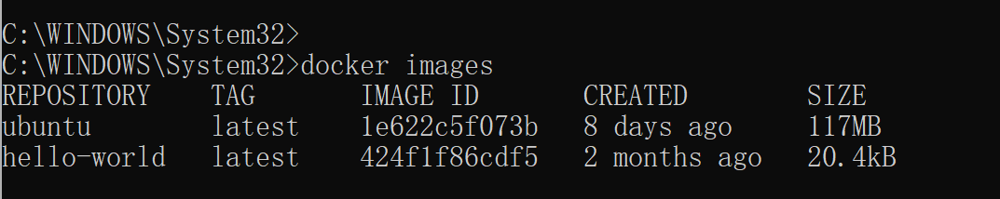 C:\WINDOWS\System32>
C:\WINDOWS\System32>docker images
REPOSITORY    TAG       IMAGE ID       CREATED        SIZE
ubuntu        latest    1e622c5f073b   8 days ago     117MB
hello-world   latest    424f1f86cdf5   2 months ago   20.4kB